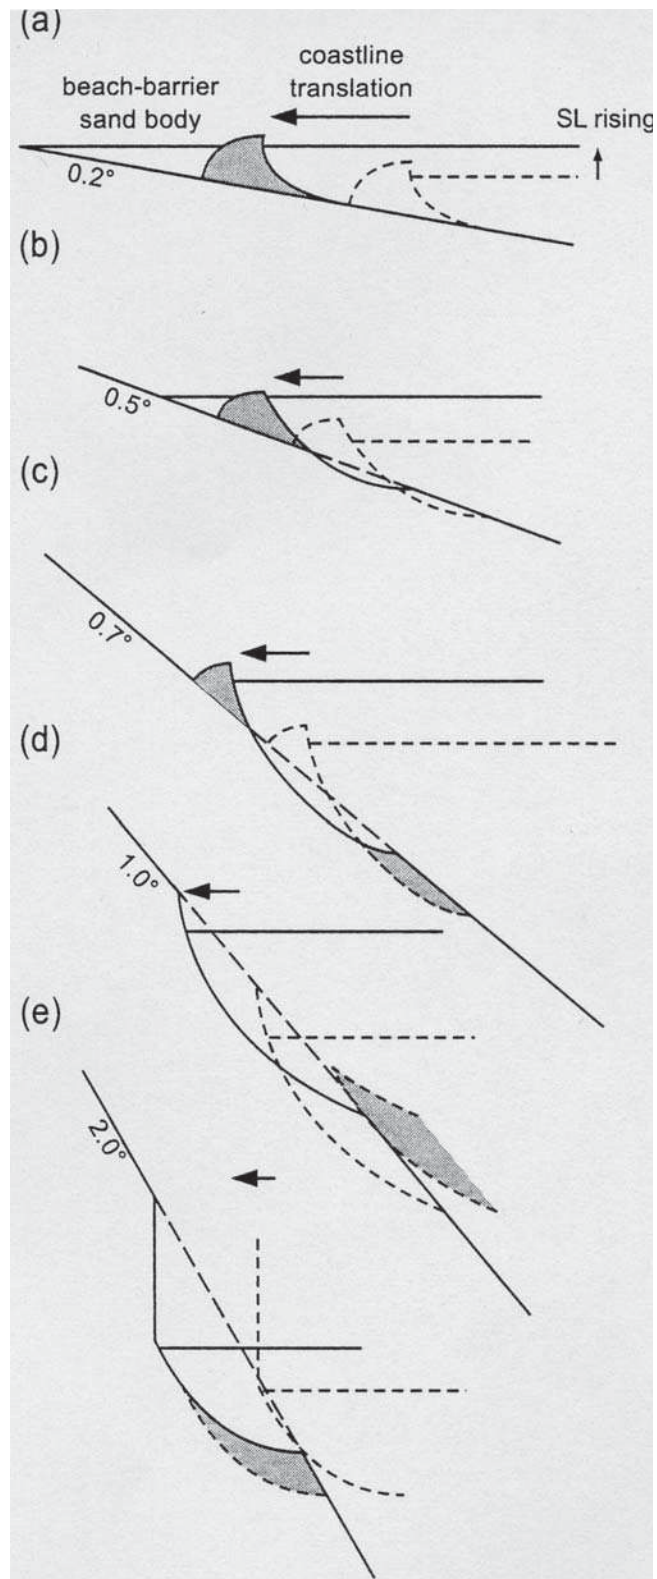 (a)
coastline
translation
beach-barrier
sand body
SL rising
0.2°
(b)
0.5°
(c)
0.7°
(d)
1.0°
(e)
2.0°